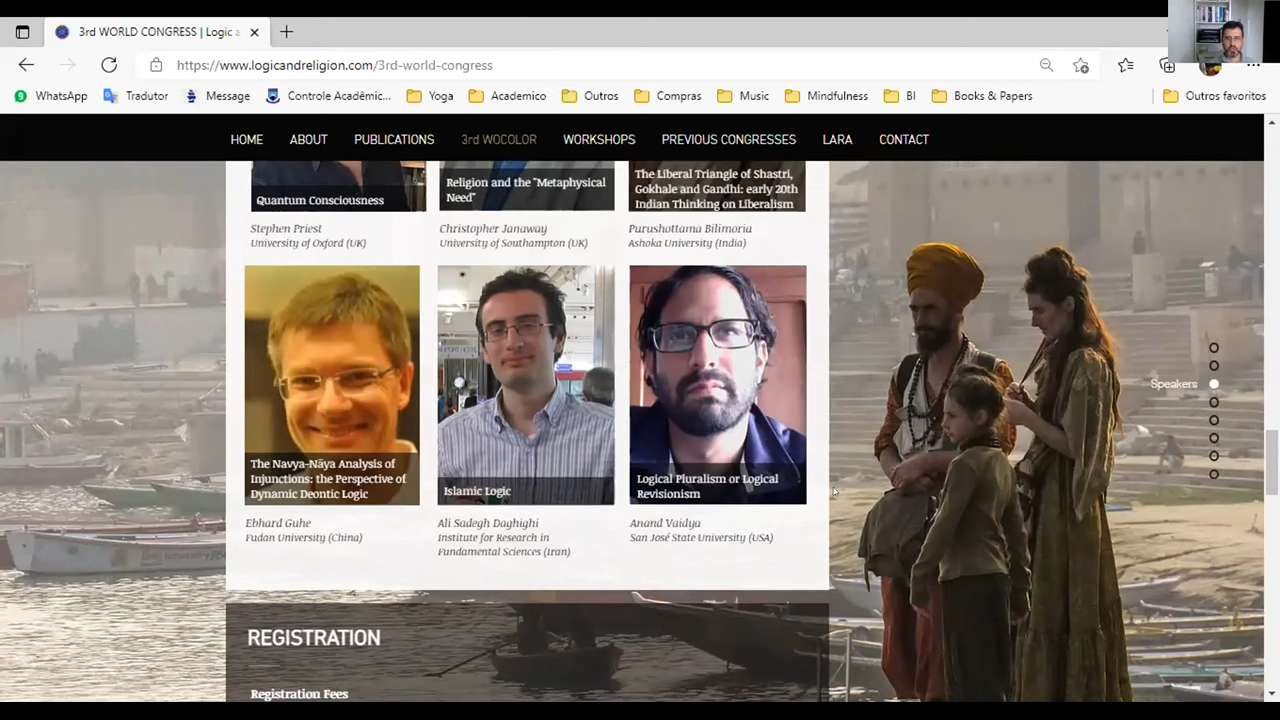 3rd WORLD CONGRESS | Logic a
https://www.logicandreligion.com/3rd-world-congress
WhatsApp
Tradutor
Message
Controle Acadêmic...
Yoga
Academico
Outros
Compras
Music
Mindfulness
BI
Books & Papers
Outros favoritos
HOME
ABOUT
PUBLICATIONS
3rd WOCOLOR
WORKSHOPS
PREVIOUS CONGRESSES
LARA
CONTACT
Quantum Consciousness
Stephen Priest
University of Oxford (UK)
Religion and the "Metaphysical
Need"
Christopher Janaway
University of Southampton (UK)
The Liberal Triangle of Shastri,
Gokhale and Gandhi: early 20th
Indian Thinking on Liberalism
Purushottama Bilimoria
Ashoka University (India)
The Navya-Nāya Analysis of
Injunctions: the Perspective of
Dynamic Deontic Logic
Ebhard Guhe
Fudan University (China)
Islamic Logic
Ali Sadegh Daghighi
Institute for Research in
Fundamental Sciences (Iran)
Logical Pluralism or Logical
Revisionism
Anand Vaidya
San José State University (USA)
Speakers
REGISTRATION
Registration Fees